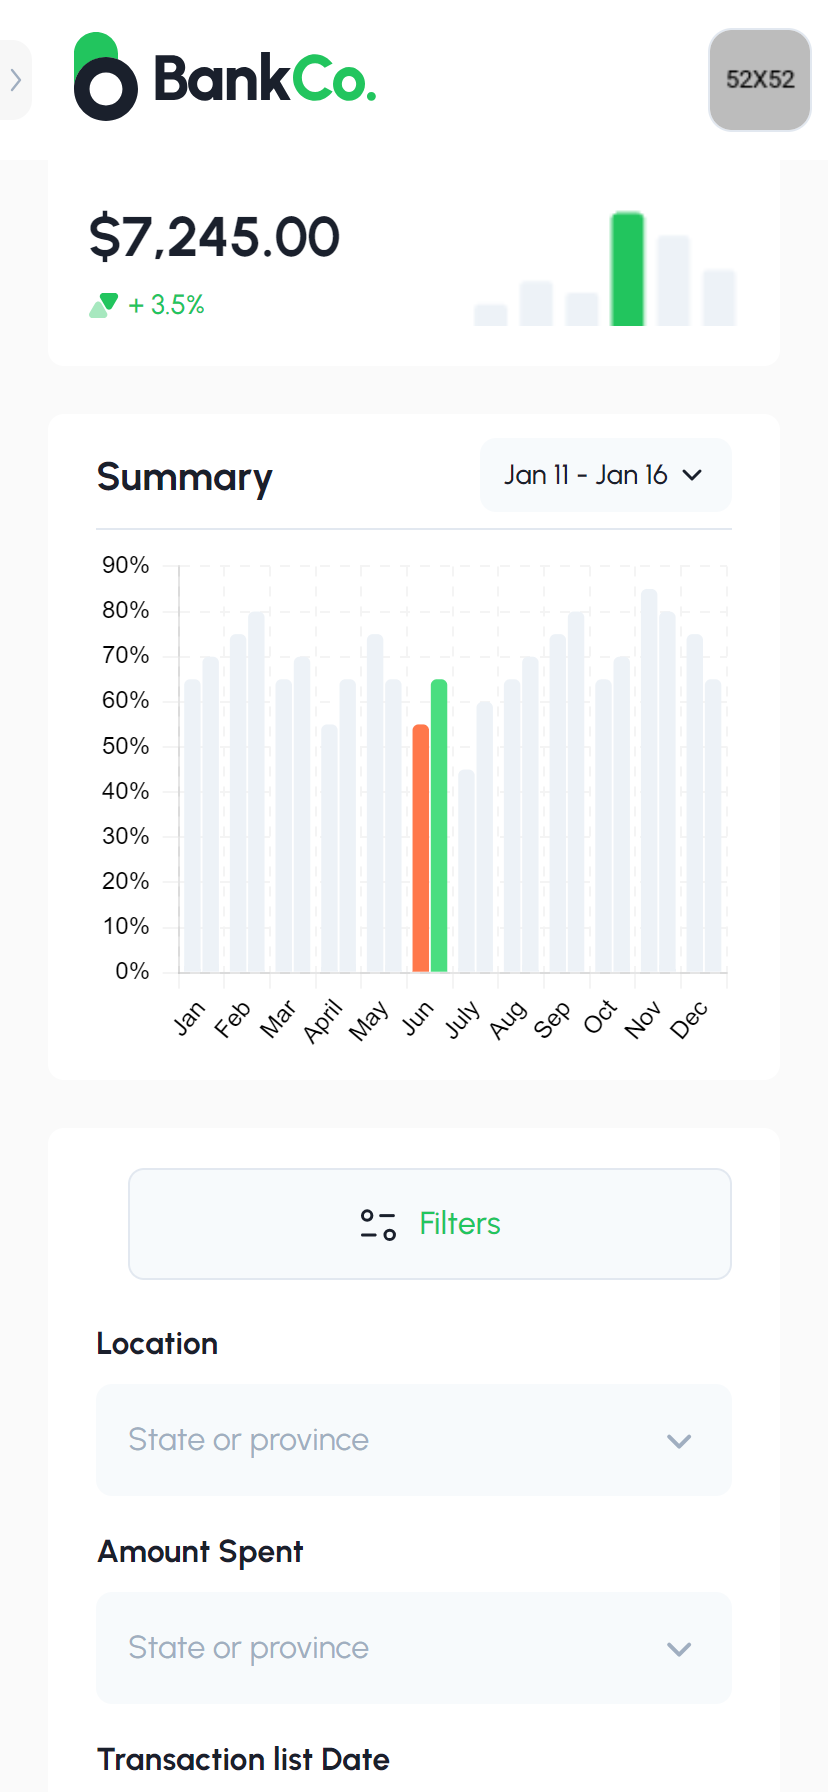 BankCo.
52X52
$7,245.00
+ 3.5%
Summary
Jan 11 - Jan 16
90%
80%
70%
60%
50%
40%
30%
20%
10%
0%
Jan Feb Mar April May Jun July Aug Sep Oct Nov Dec
Filters
Location
State or province
Amount Spent
State or province
Transaction list Date